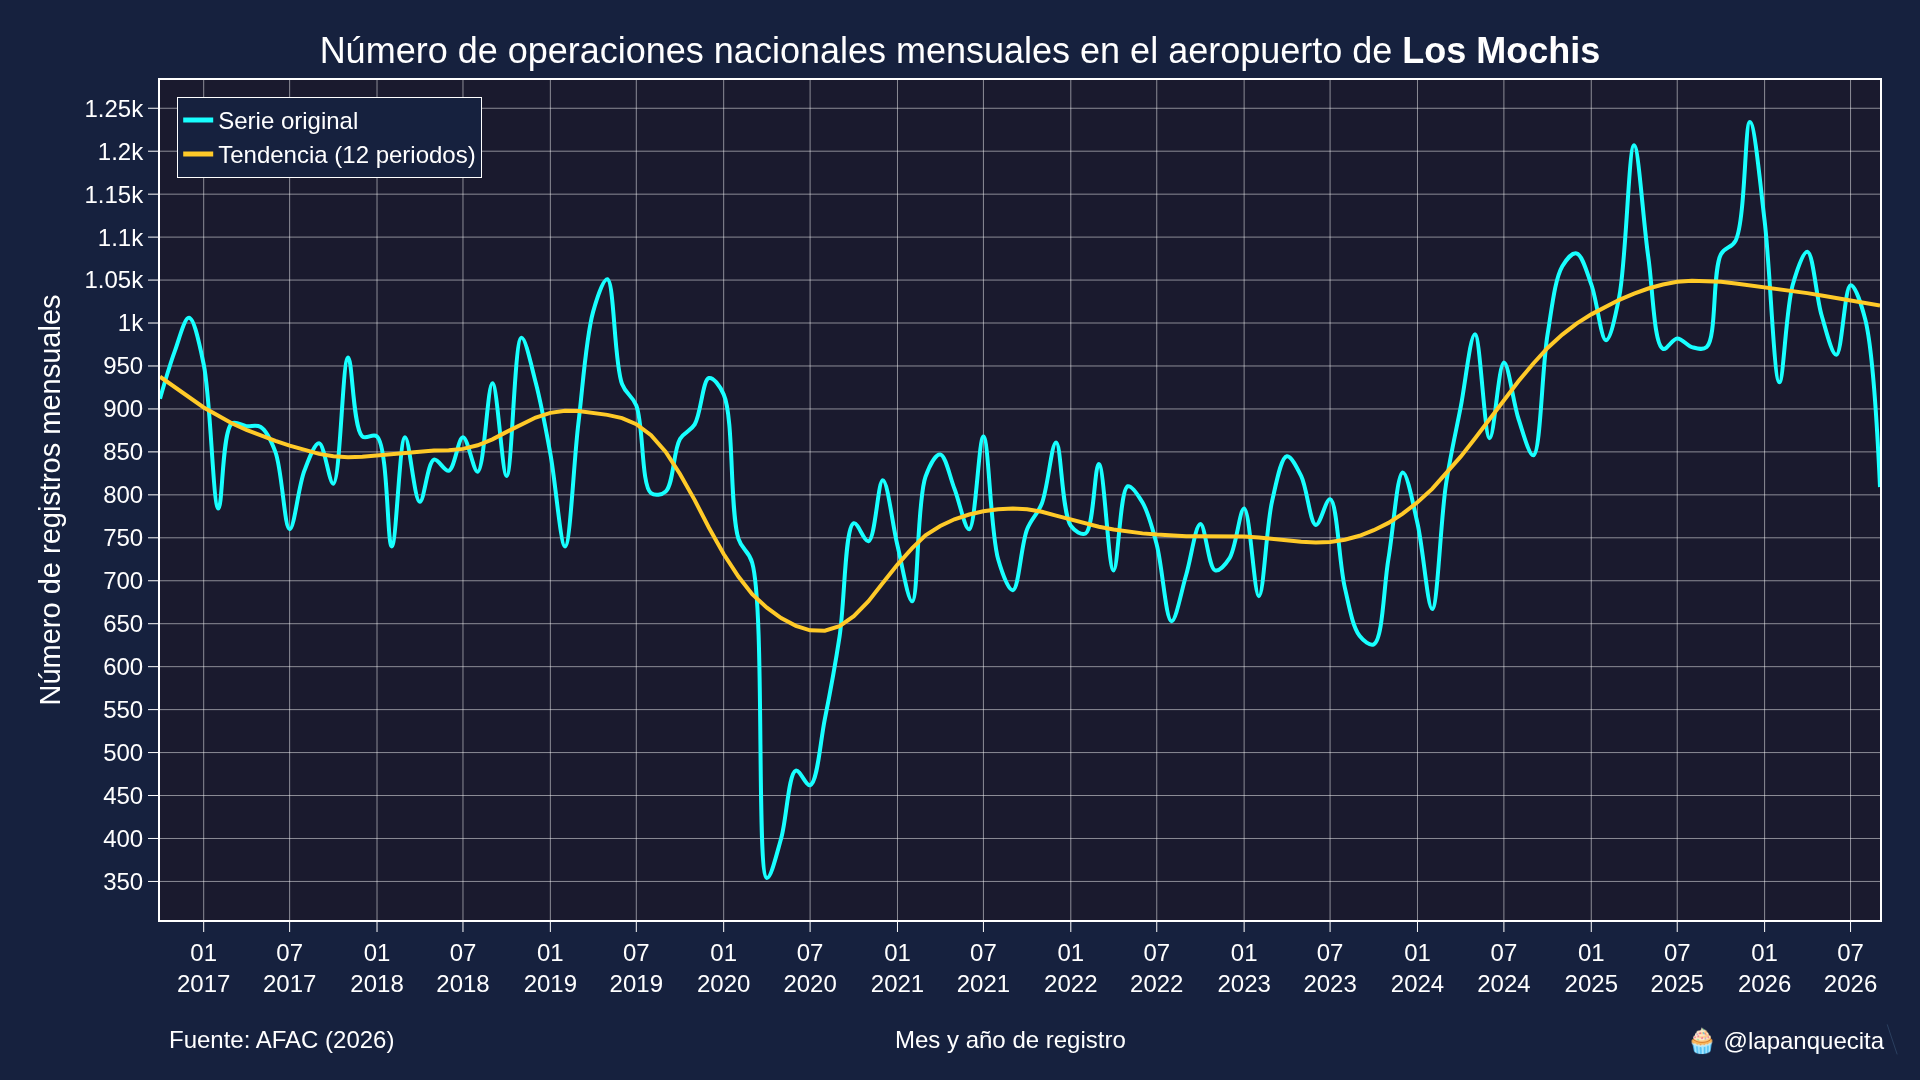 Número de operaciones nacionales mensuales en el aeropuerto de Los Mochis
Serie original
Tendencia (12 periodos)
Número de registros mensuales
1.25k
1.2k
1.15k
1.1k
1.05k
1k
950
900
850
800
750
700
650
600
550
500
450
400
350
01 07 01 07 01 07 01 07 01 07 01 07 01 07 01 07 01 07 01 07
2017 2017 2018 2018 2019 2019 2020 2020 2021 2021 2022 2022 2023 2023 2024 2024 2025 2025 2026 2026
Fuente: AFAC (2026)
Mes y año de registro
🧁 @lapanquecita